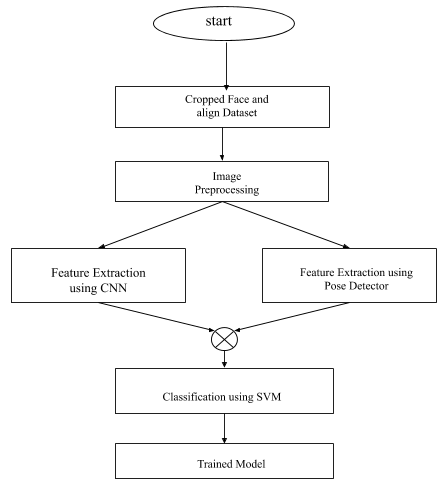 start
Cropped Face and
align Dataset
Image
Preprocessing
Feature Extraction
using CNN
Feature Extraction using
Pose Detector
Classification using SVM
Trained Model